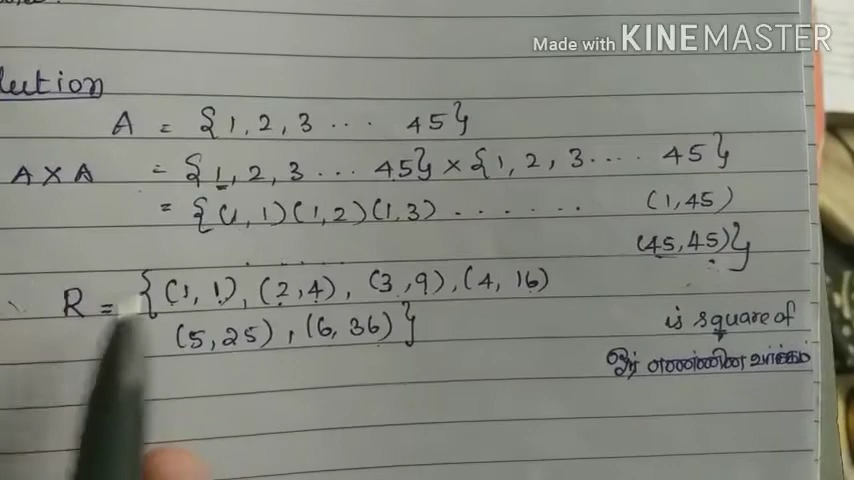 Made with KINEMASTER
lution
A = {1, 2, 3 ... 45}
A X A = {1, 2, 3 ... 45} x {1, 2, 3 .... 45}
= {(1, 1) (1, 2) (1, 3) ....... (1, 45)
(45, 45)}
R = {(1, 1), (2, 4), (3, 9), (4, 16)
(5, 25), (6, 36)}
is square of
ஓர் எண்ணின் வர்க்கம்